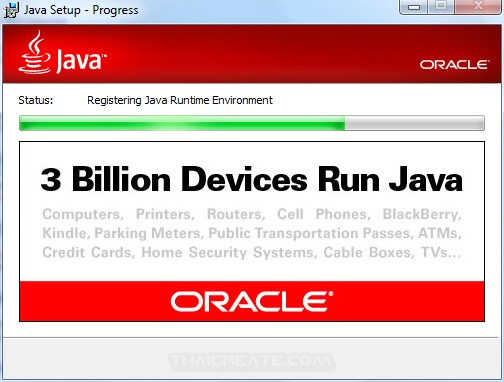 Java Setup - Progress
Java™
ORACLE
Status: Registering Java Runtime Environment
3 Billion Devices Run Java
Computers, Printers, Routers, Cell Phones, BlackBerry,
Kindle, Parking Meters, Public Transportation Passes, ATMs,
Credit Cards, Home Security Systems, Cable Boxes, TVs...
ORACLE®
THAICREATE.COM